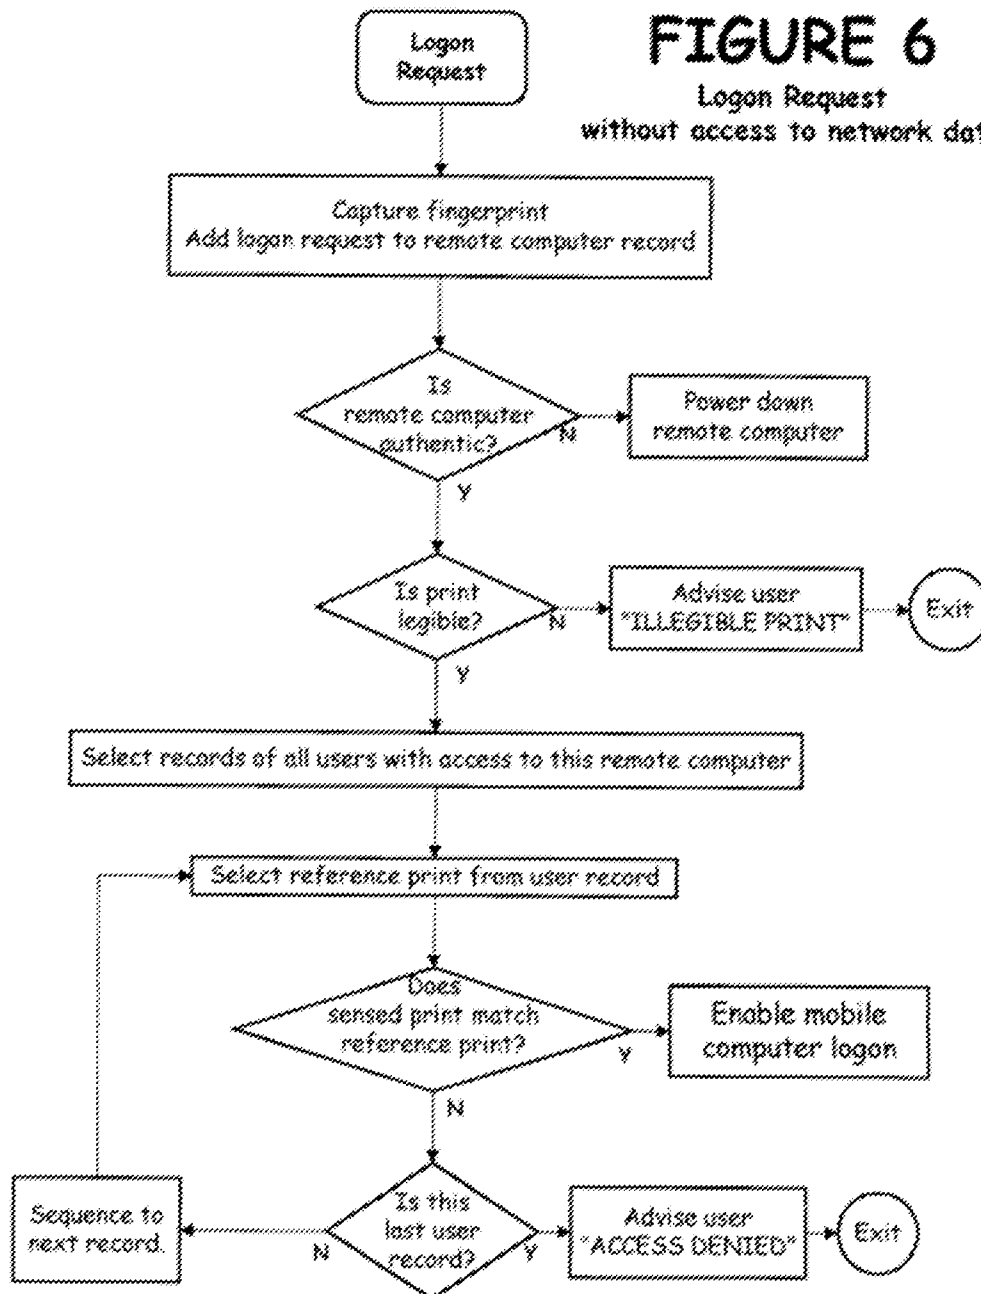 FIGURE 6
Logon Request
without access to network dat
Logon
Request
Capture fingerprint
Add logon request to remote computer record
Is
remote computer
authentic?
N
Power down
remote computer
Y
Is print
legible?
N
Advise user
"ILLEGIBLE PRINT"
Exit
Y
Select records of all users with access to this remote computer
Select reference print from user record
Does
sensed print match
reference print?
Y
Enable mobile
computer logon
N
Is this
last user
record?
N
Sequence to
next record.
Y
Advise user
"ACCESS DENIED"
Exit